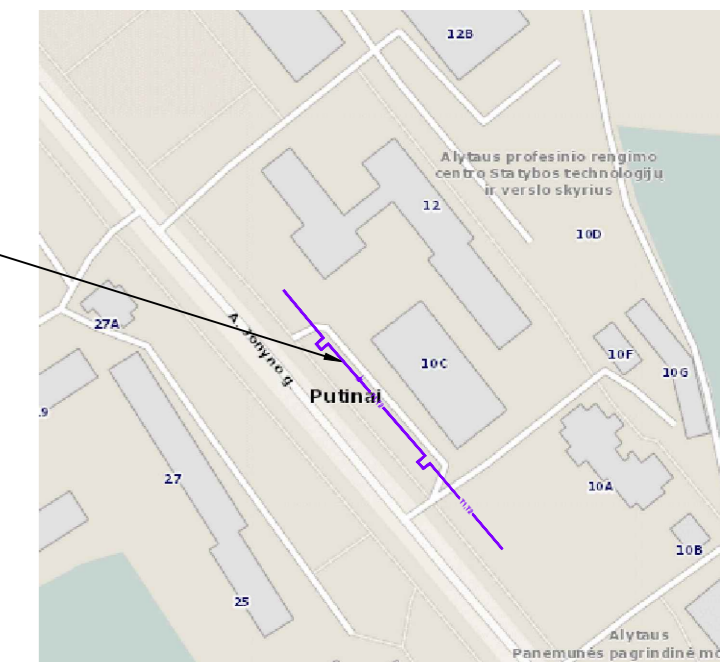 12B
Alytaus profesinio rengimo
centro Statybos technologijų
ir verslo skyrius
12
10D
27A
A. Jonyno g
10F
10C
10G
Putinai
9
27
10A
10B
25
Alytaus
Panemunės pagrindinė mo